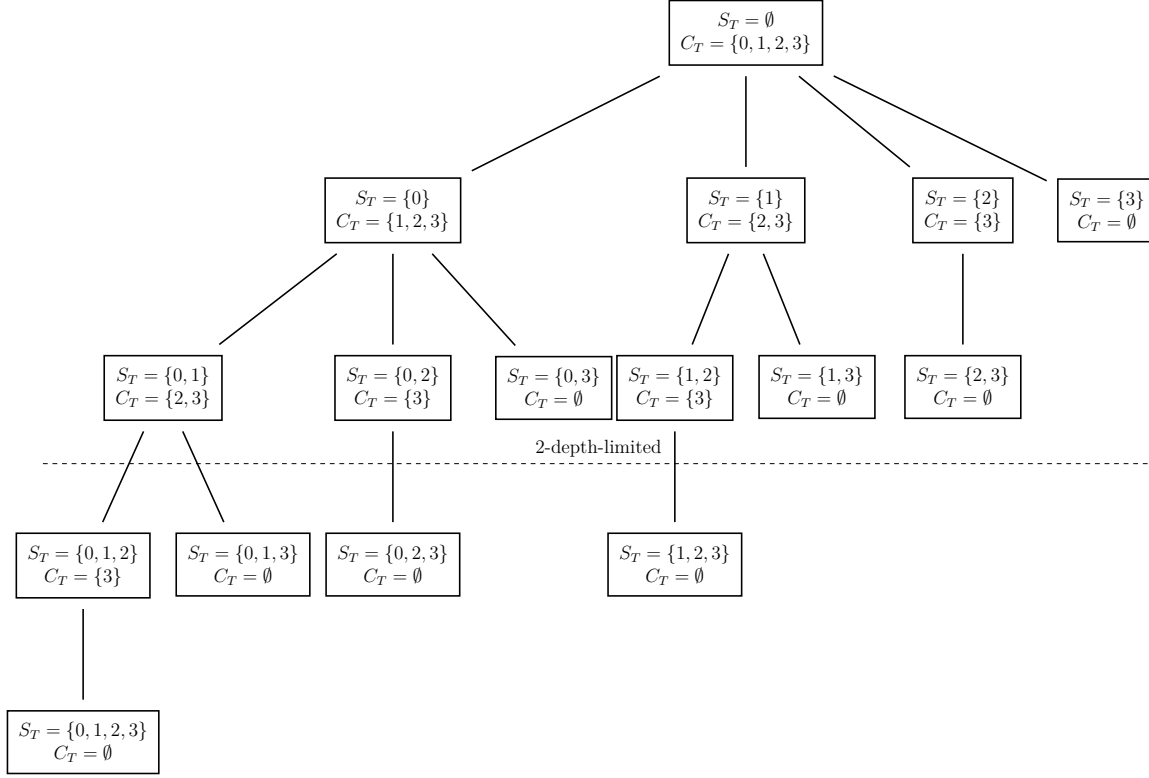 S_T = ∅
C_T = {0, 1, 2, 3}
S_T = {0}
C_T = {1, 2, 3}
S_T = {1}
C_T = {2, 3}
S_T = {2}
C_T = {3}
S_T = {3}
C_T = ∅
S_T = {0, 1}
C_T = {2, 3}
S_T = {0, 2}
C_T = {3}
S_T = {0, 3}
C_T = ∅
S_T = {1, 2}
C_T = {3}
S_T = {1, 3}
C_T = ∅
S_T = {2, 3}
C_T = ∅
2-depth-limited
S_T = {0, 1, 2}
C_T = {3}
S_T = {0, 1, 3}
C_T = ∅
S_T = {0, 2, 3}
C_T = ∅
S_T = {1, 2, 3}
C_T = ∅
S_T = {0, 1, 2, 3}
C_T = ∅